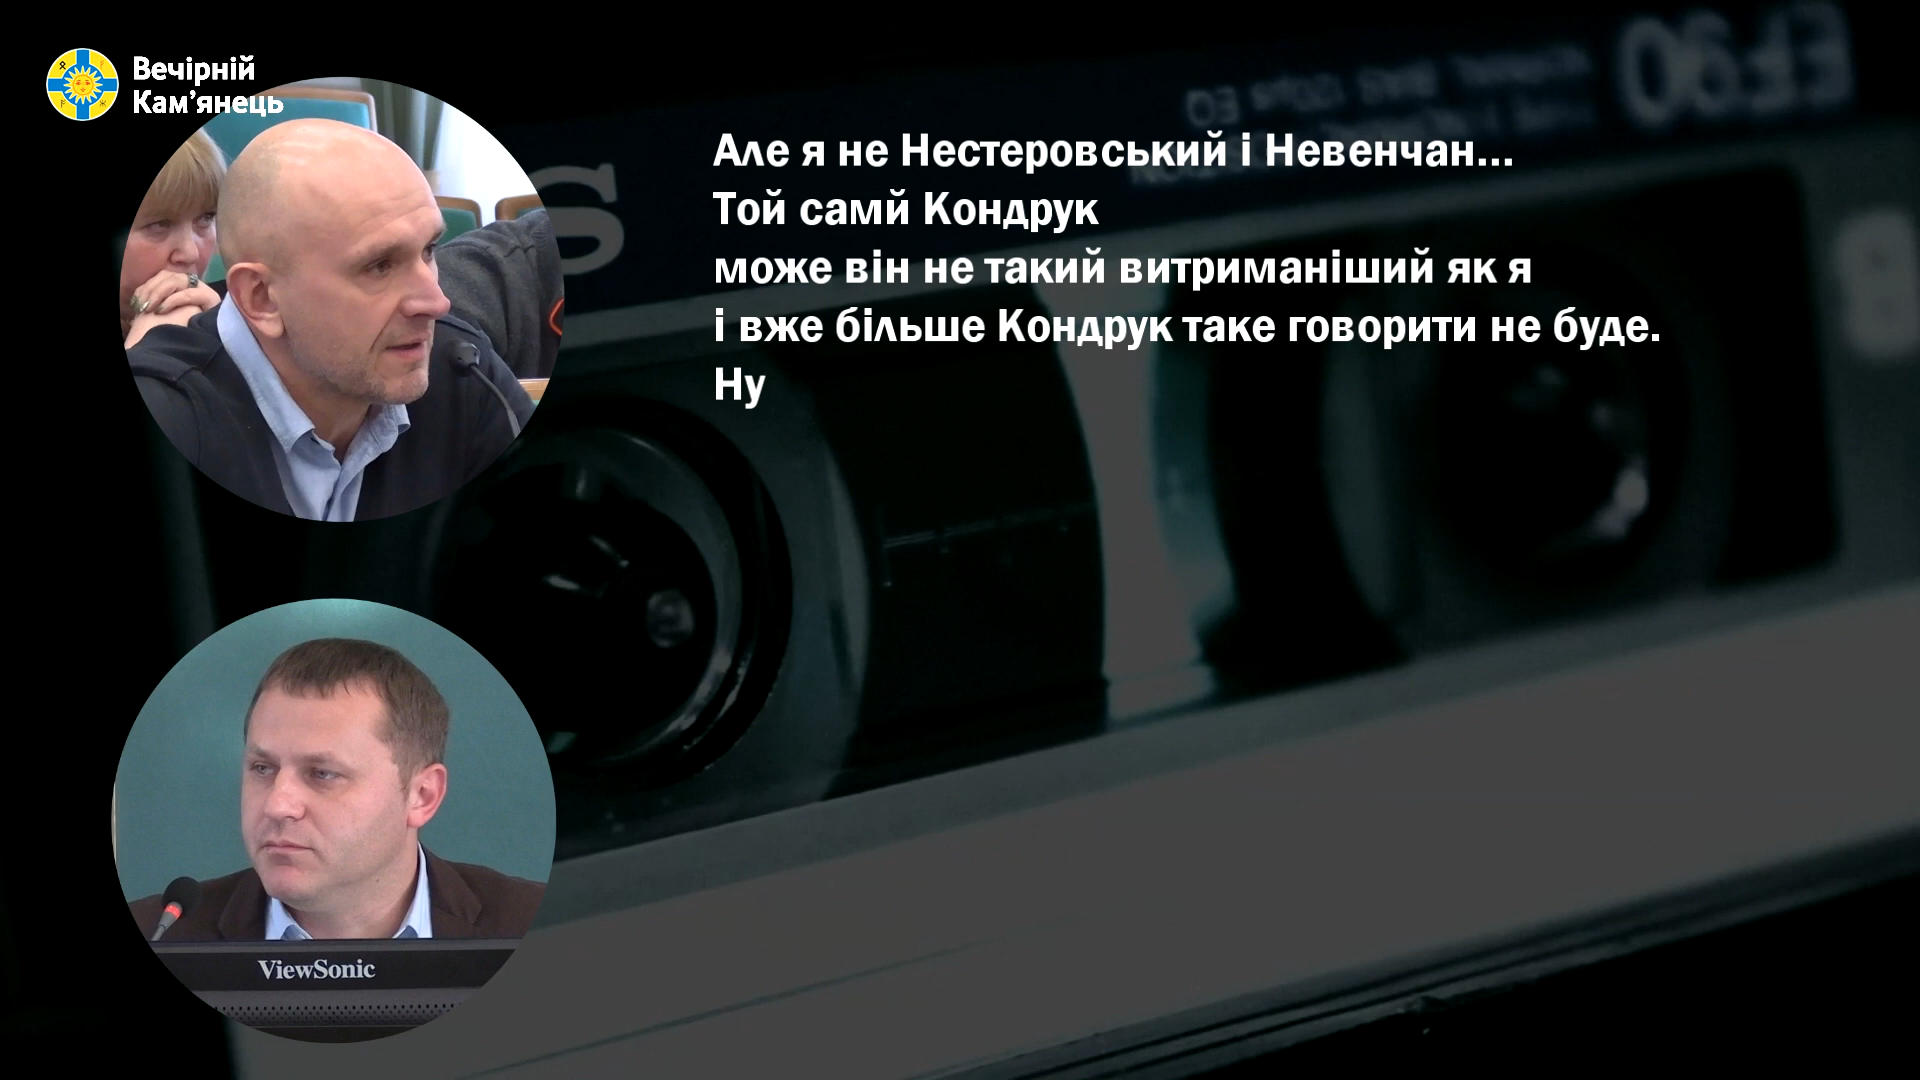 Вечірній
Кам’янець
Але я не Нестеровський і Невенчан...
Той самй Кондрук
може він не такий витриманіший як я
і вже більше Кондрук таке говорити не буде.
Ну
S
EF90
ViewSonic